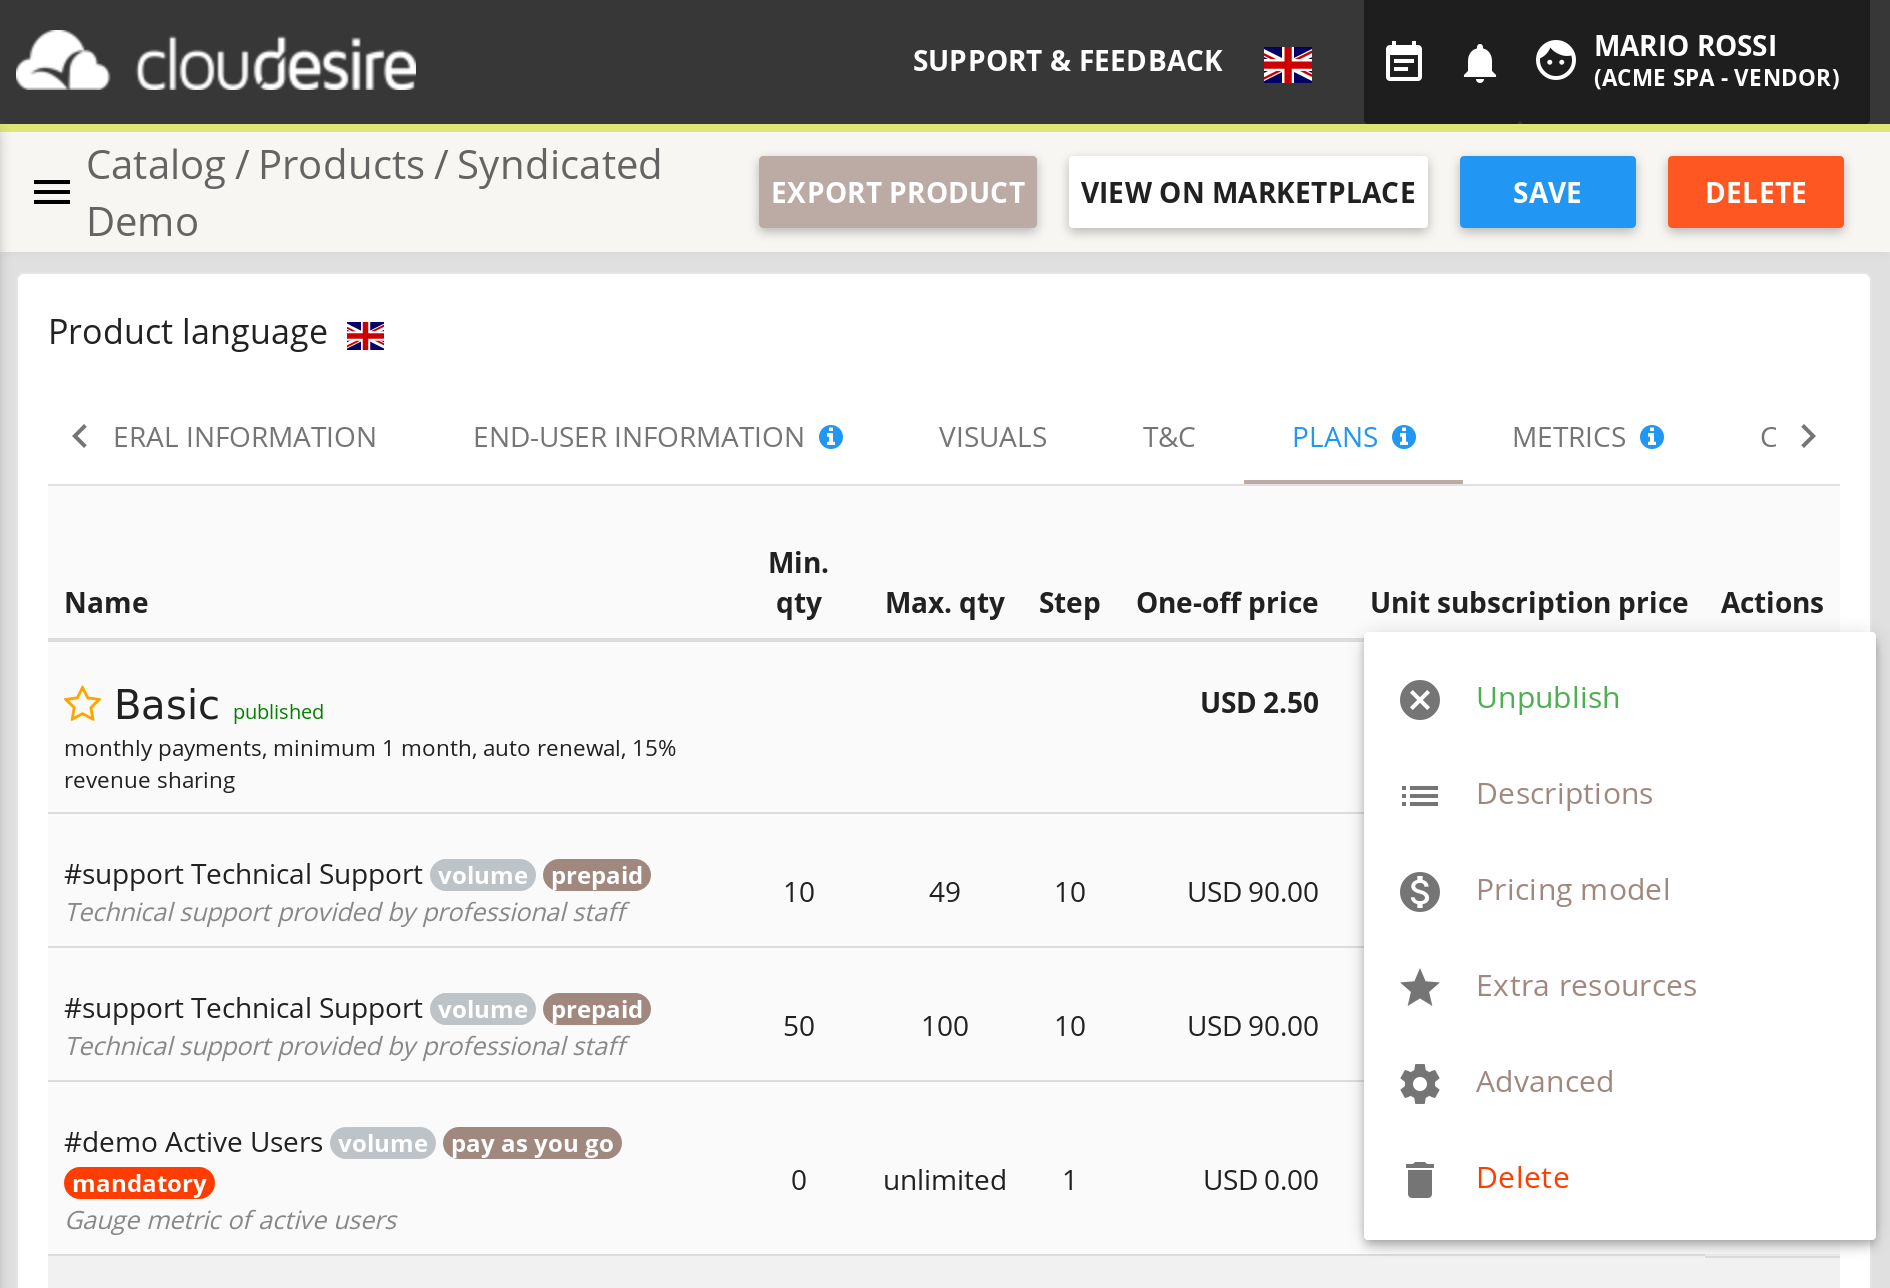 cloudesire
SUPPORT & FEEDBACK
MARIO ROSSI
(ACME SPA - VENDOR)
Catalog / Products / Syndicated
Demo
EXPORT PRODUCT
VIEW ON MARKETPLACE
SAVE
DELETE
Product language
ERAL INFORMATION
END-USER INFORMATION
VISUALS
T&C
PLANS
METRICS
C
Name
Min.
qty
Max. qty
Step
One-off price
Unit subscription price
Actions
Basic published
USD 2.50
monthly payments, minimum 1 month, auto renewal, 15%
revenue sharing
#support Technical Support volume prepaid
Technical support provided by professional staff
10
49
10
USD 90.00
#support Technical Support volume prepaid
Technical support provided by professional staff
50
100
10
USD 90.00
#demo Active Users volume pay as you go
mandatory
Gauge metric of active users
0
unlimited
1
USD 0.00
Unpublish
Descriptions
Pricing model
Extra resources
Advanced
Delete